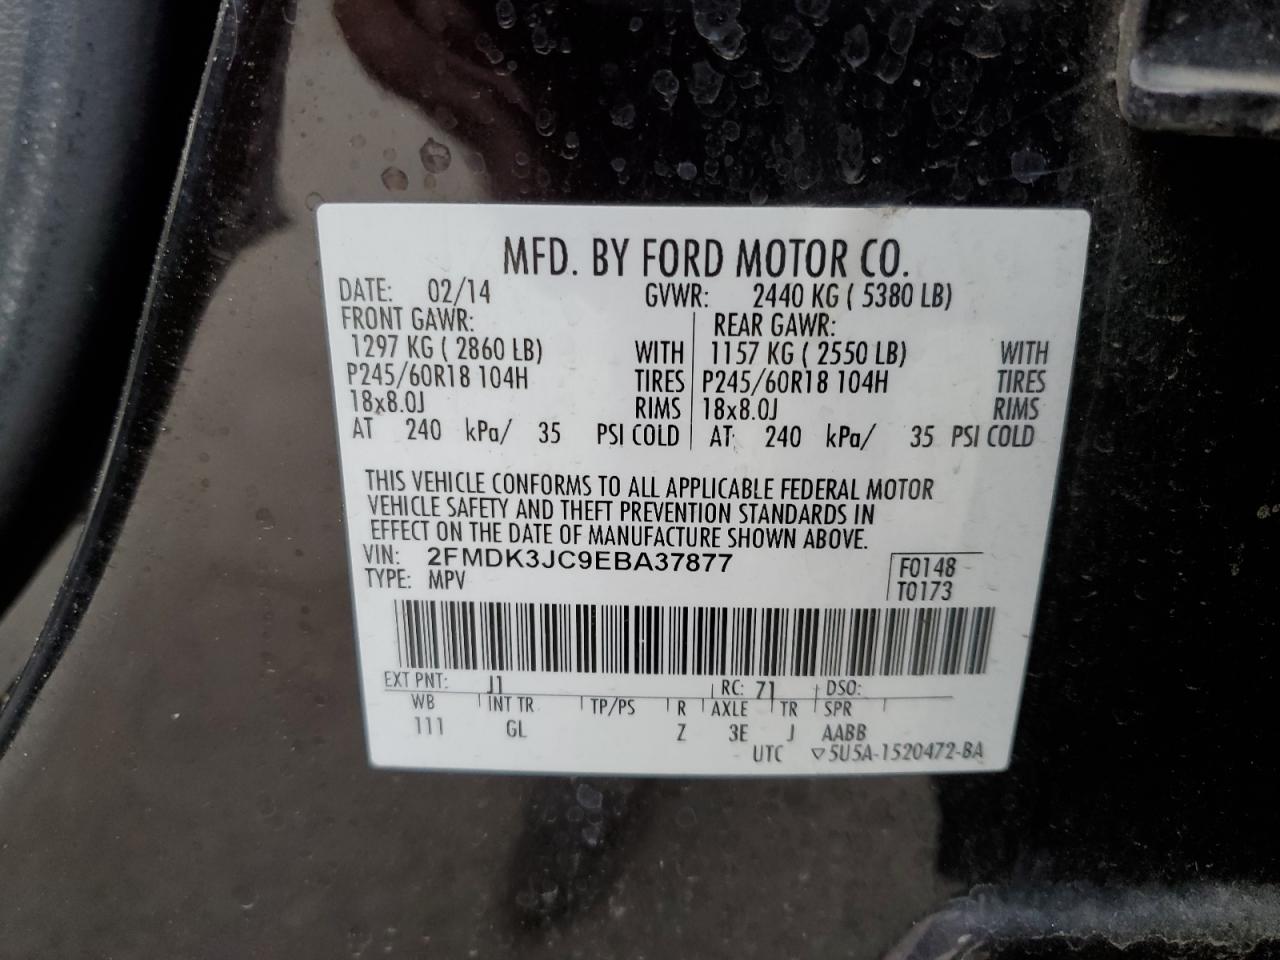 MFD. BY FORD MOTOR CO.
DATE: 02/14 GVWR: 2440 KG ( 5380 LB)
FRONT GAWR: REAR GAWR:
1297 KG ( 2860 LB) WITH 1157 KG ( 2550 LB) WITH
P245/60R18 104H TIRES P245/60R18 104H TIRES
18x8.0J RIMS 18x8.0J RIMS
AT 240 kPa/ 35 PSI COLD AT 240 kPa/ 35 PSI COLD
THIS VEHICLE CONFORMS TO ALL APPLICABLE FEDERAL MOTOR
VEHICLE SAFETY AND THEFT PREVENTION STANDARDS IN
EFFECT ON THE DATE OF MANUFACTURE SHOWN ABOVE.
VIN: 2FMDK3JC9EBA37877 F0148
TYPE: MPV T0173
EXT PNT: J1 RC: 71 DSO:
WB INT TR TP/PS R AXLE TR SPR
111 GL Z 3E J AABB
UTC ▽5U5A-1520472-BA